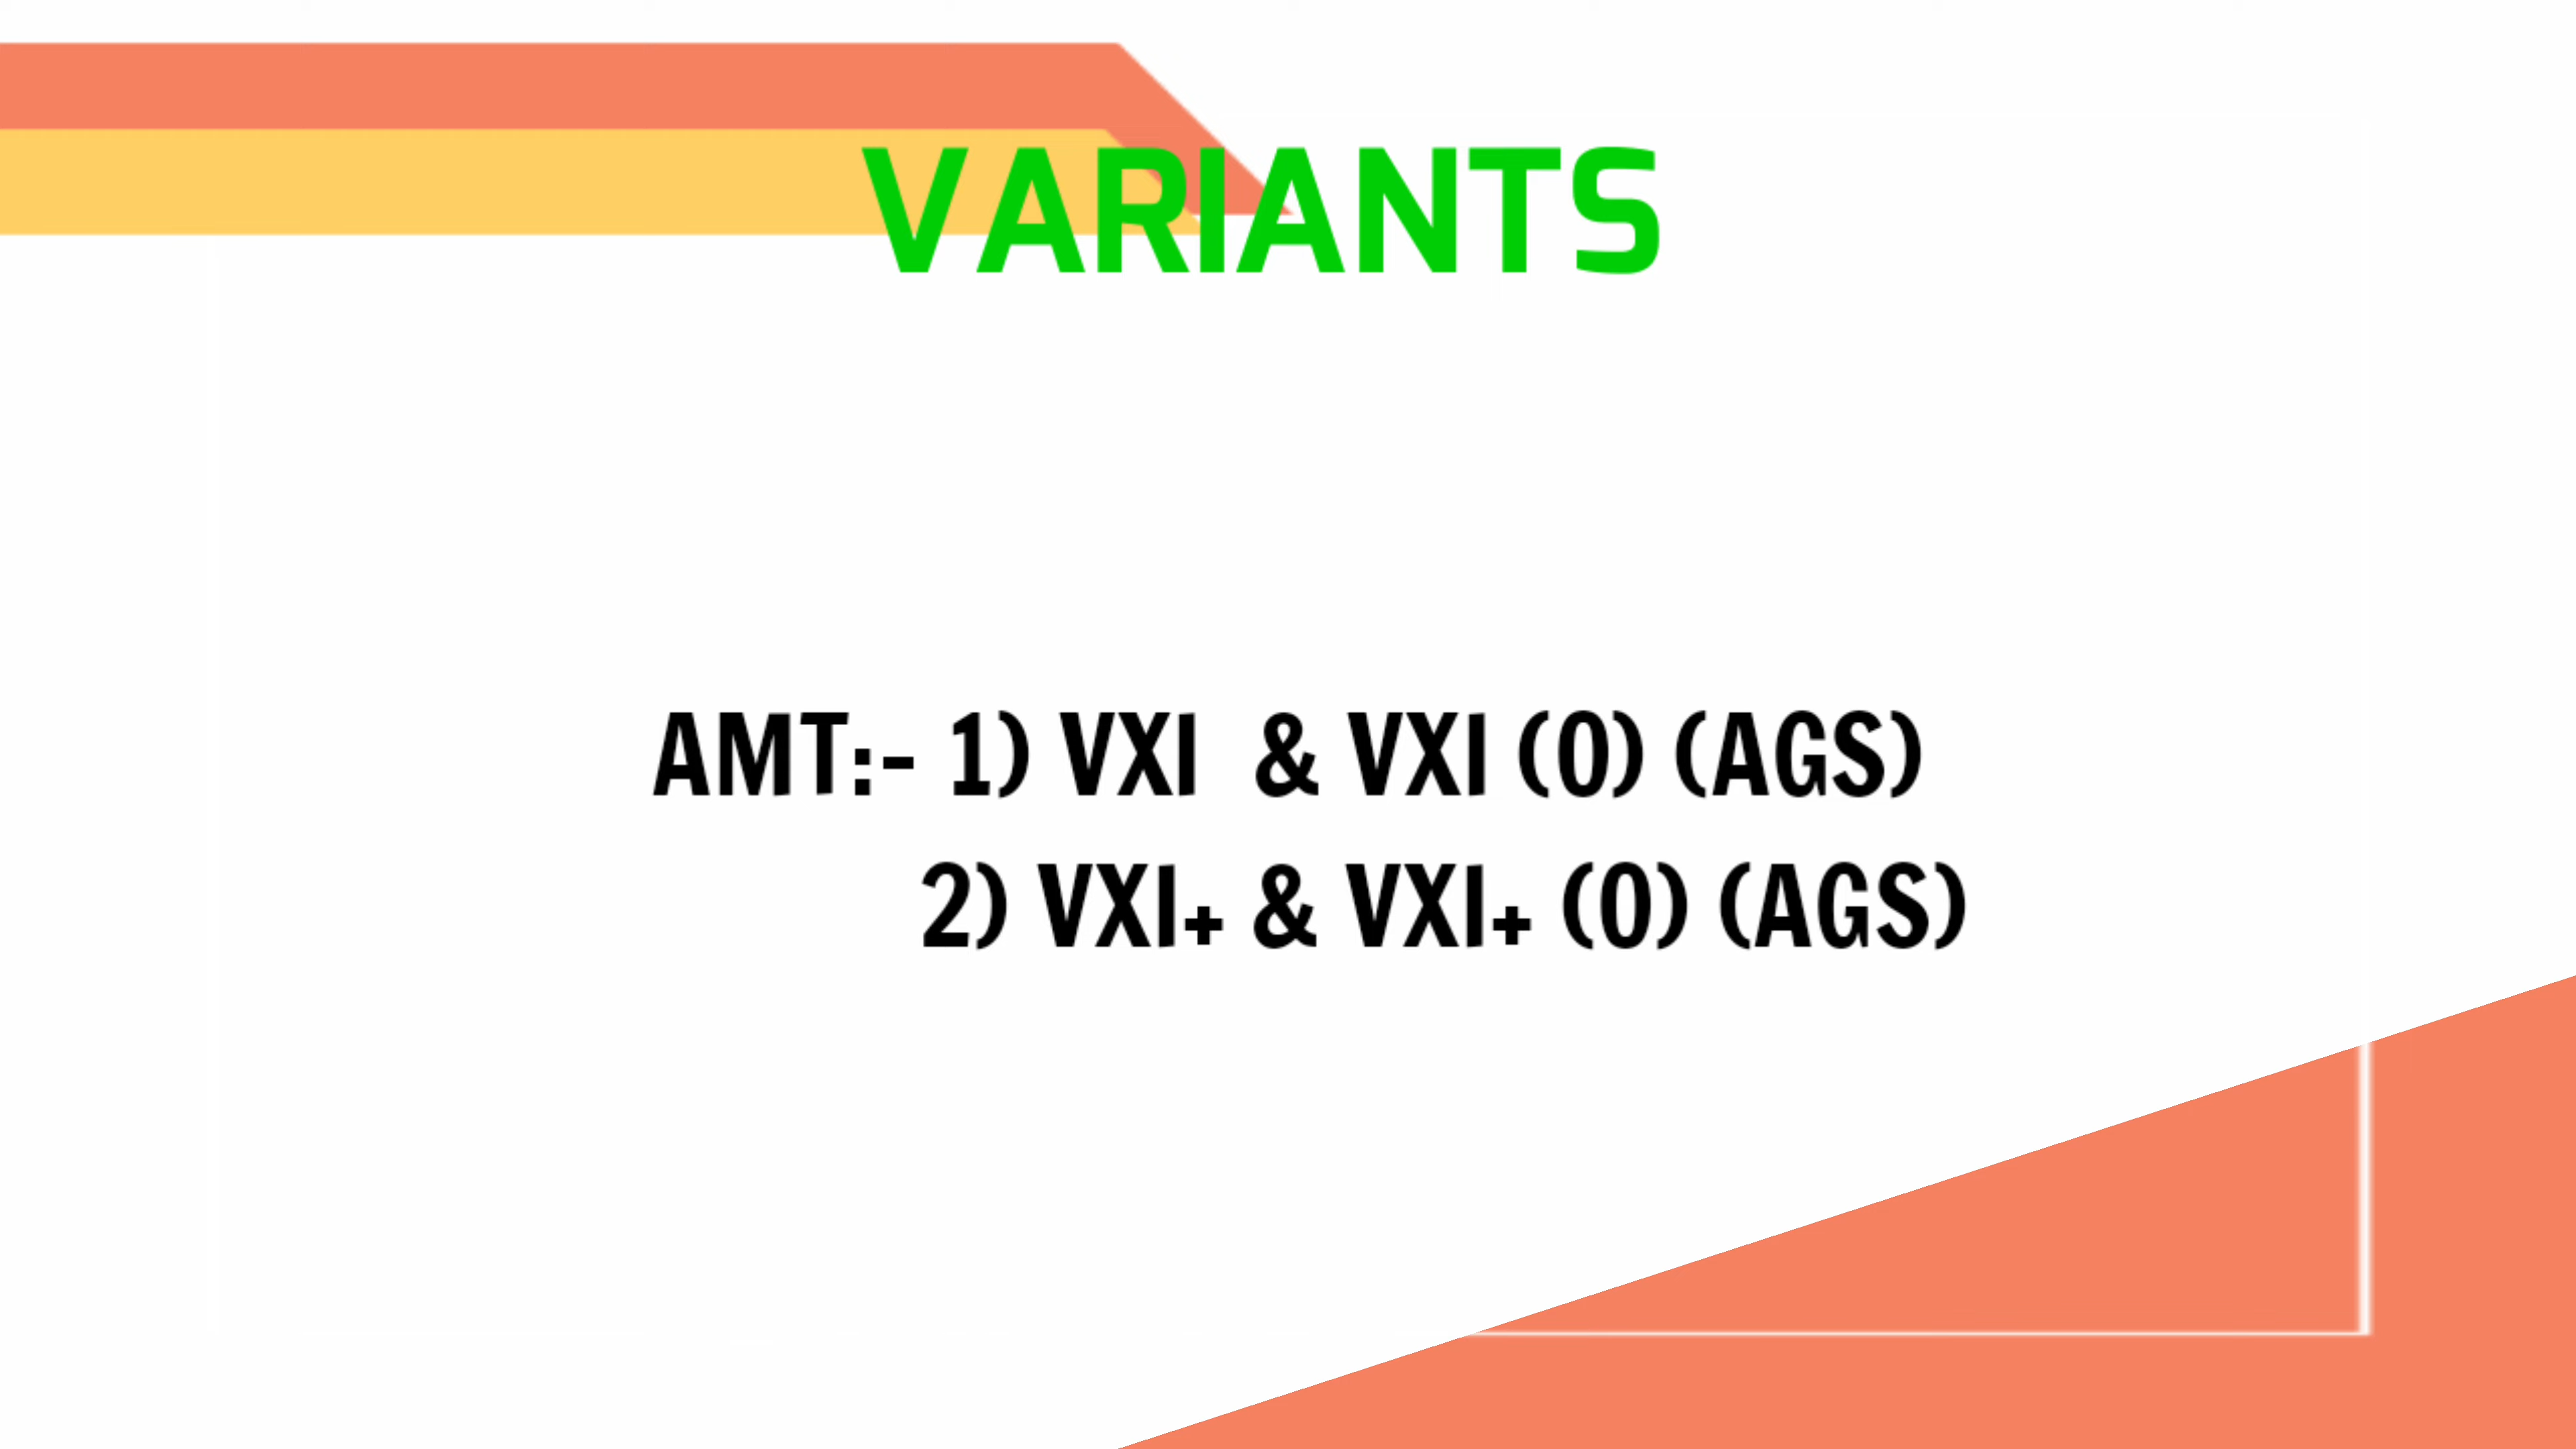 VARIANTS
AMT:- 1) VXI & VXI (O) (AGS)
2) VXI+ & VXI+ (O) (AGS)